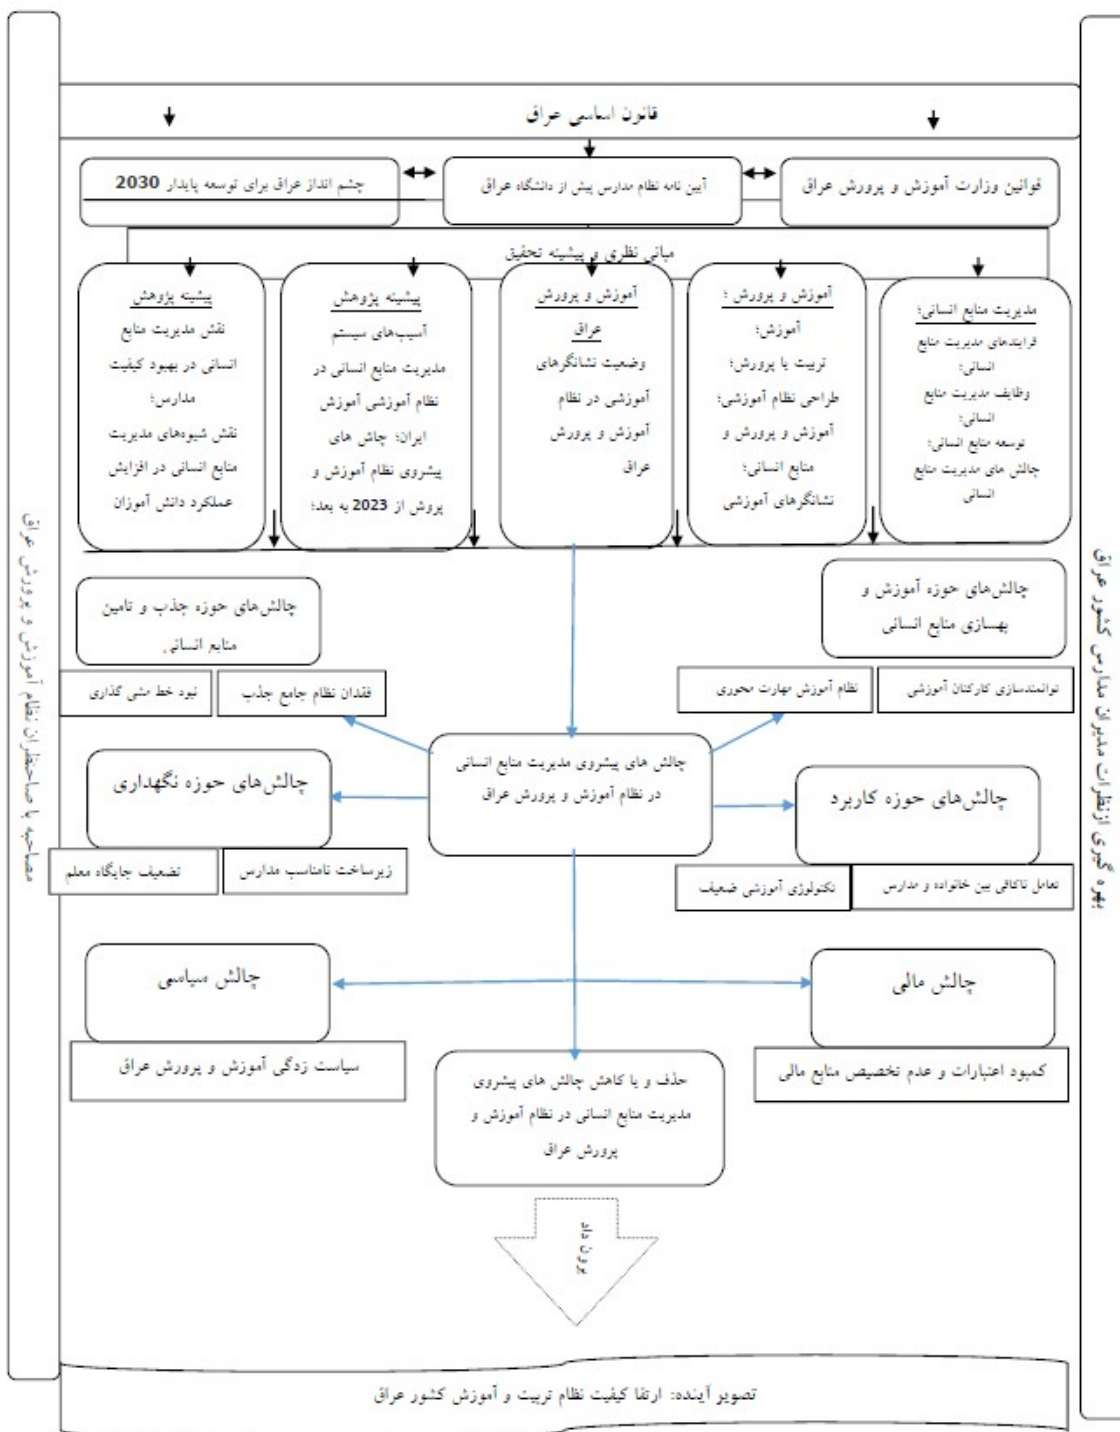 قانون اساسی عراق
قوانین وزارت آموزش و پرورش عراق
آیین نامه نظام مدارس پیش از دانشگاه عراق
چشم انداز عراق برای توسعه پایدار 2030
مبانی نظری و پیشینه تحقیق
مدیریت منابع انسانی؛
فرایندهای مدیریت منابع
انسانی؛
وظایف مدیریت منابع
انسانی؛
توسعه منابع انسانی؛
چالش های مدیریت منابع
انسانی
آموزش و پرورش ؛
آموزش؛
تربیت یا پرورش؛
طراحی نظام آموزشی؛
آموزش و پرورش و
منابع انسانی؛
نشانگرهای آموزشی
آموزش و پرورش
عراق
وضعیت نشانگرهای
آموزشی در نظام
آموزش و پرورش
عراق
پیشینه پژوهش
آسیب‌های سیستم
مدیریت منابع انسانی در
نظام آموزشی آموزش
ایران؛ چاش های
پیشروی نظام آموزش و
پروش از 2023 به بعد؛
پیشینه پژوهش
نقش مدیریت منابع
انسانی در بهبود کیفیت
مدارس؛
نقش شیوه‌های مدیریت
منابع انسانی در افزایش
عملکرد دانش آموزان
چالش‌های حوزه آموزش و
بهسازی منابع انسانی
توانمندسازی کارکنان آموزشی
نظام آموزش مهارت محوری
چالش‌های حوزه جذب و تامین
منابع انسانی
فقدان نظام جامع جذب
نبود خط مشی گذاری
چالش های پیشروی مدیریت منابع انسانی
در نظام آموزش و پرورش عراق
چالش‌های حوزه کاربرد
تعامل ناکافی بین خانواده و مدارس
تکنولوژی آموزشی ضعیف
چالش‌های حوزه نگهداری
زیرساخت نامناسب مدارس
تضعیف جایگاه معلم
چالش مالی
کمبود اعتبارات و عدم تخصیص منابع مالی
چالش سیاسی
سیاست زدگی آموزش و پرورش عراق
حذف و یا کاهش چالش های پیشروی
مدیریت منابع انسانی در نظام آموزش و
پرورش عراق
برون داد
تصویر آینده: ارتقا کیفیت نظام تربیت و آموزش کشور عراق
بهره گیری ازنظرات مدیران مدارس کشور عراق
مصاحبه با صاحبنظران نظام آموزش و پرورش عراق